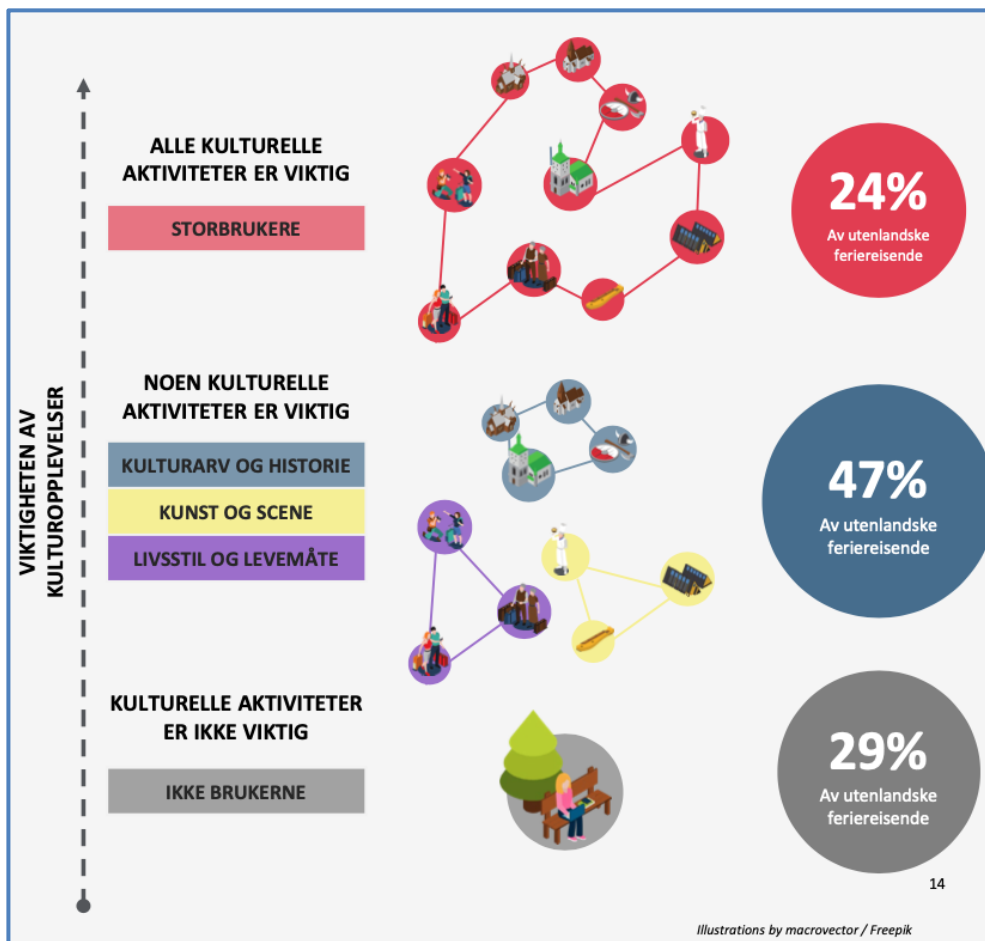 VIKTIGHETEN AV
KULTUROPPLEVELSER
ALLE KULTURELLE
AKTIVITETER ER VIKTIG
STORBRUKERE
24%
Av utenlandske
feriereisende
NOEN KULTURELLE
AKTIVITETER ER VIKTIG
KULTURARV OG HISTORIE
KUNST OG SCENE
LIVSSTIL OG LEVEMÅTE
47%
Av utenlandske
feriereisende
KULTURELLE AKTIVITETER
ER IKKE VIKTIG
IKKE BRUKERNE
29%
Av utenlandske
feriereisende
14
Illustrations by macrovector / Freepik